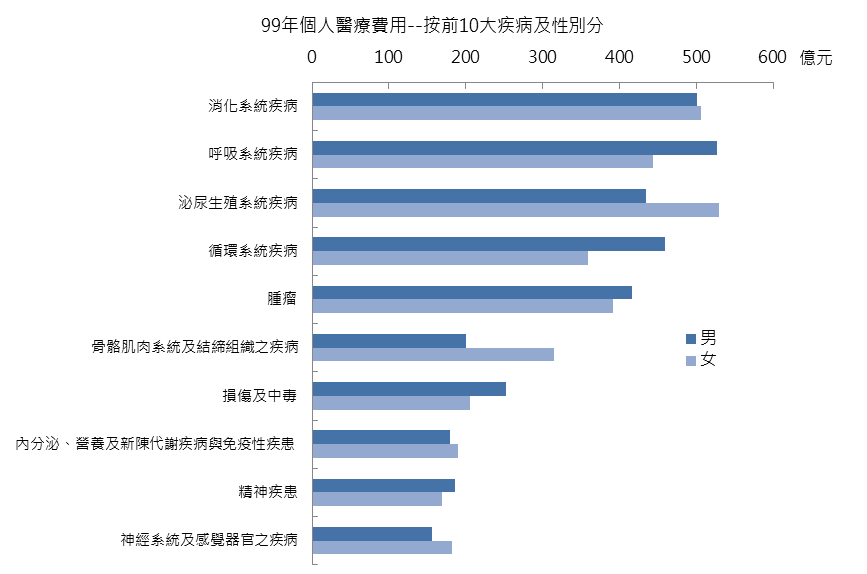 99年個人醫療費用--按前10大疾病及性別分
0 100 200 300 400 500 600 億元
消化系統疾病
呼吸系統疾病
泌尿生殖系統疾病
循環系統疾病
腫瘤
骨骼肌肉系統及結締組織之疾病
損傷及中毒
內分泌、營養及新陳代謝疾病與免疫性疾患
精神疾患
神經系統及感覺器官之疾病
男
女